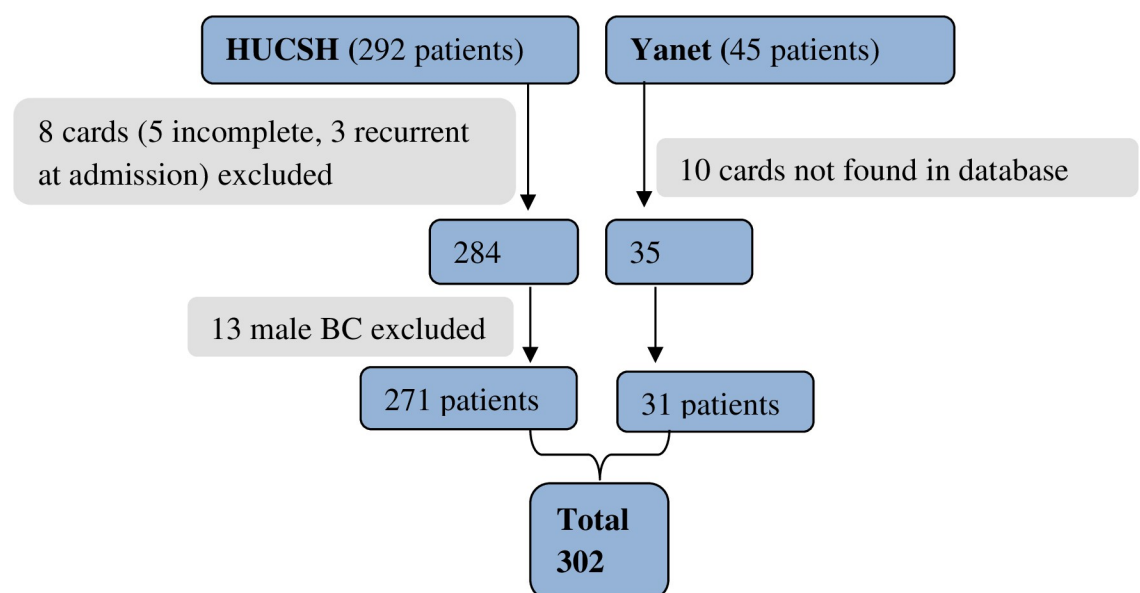 HUCSH (292 patients)
Yanet (45 patients)
8 cards (5 incomplete, 3 recurrent
at admission) excluded
10 cards not found in database
284
35
13 male BC excluded
271 patients
31 patients
Total
302